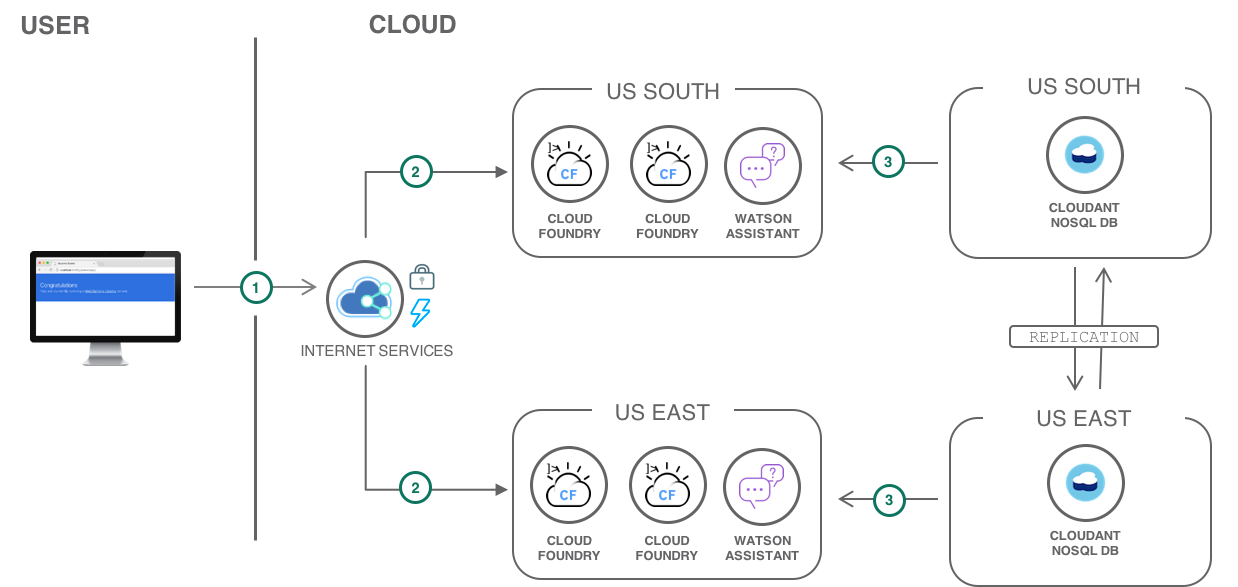 USER
CLOUD
US SOUTH
CF
CF
?
CLOUD
FOUNDRY
CLOUD
FOUNDRY
WATSON
ASSISTANT
2
3
US SOUTH
CLOUDANT
NOSQL DB
Congratulations
1
INTERNET SERVICES
REPLICATION
US EAST
CF
CF
?
CLOUD
FOUNDRY
CLOUD
FOUNDRY
WATSON
ASSISTANT
2
3
US EAST
CLOUDANT
NOSQL DB